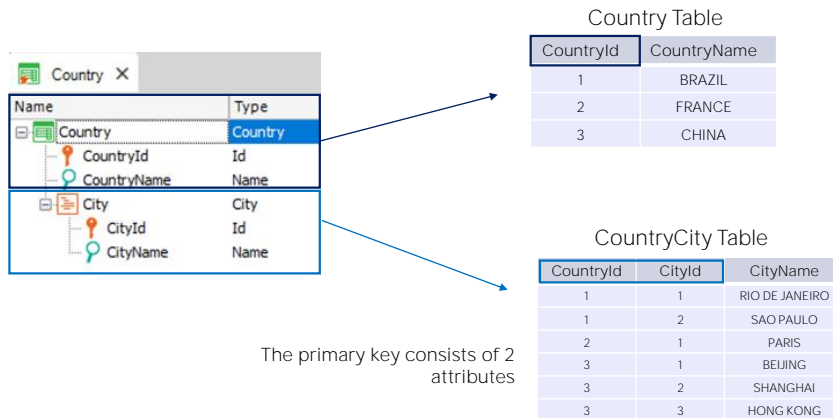 Country Table
CountryId CountryName
1 BRAZIL
2 FRANCE
3 CHINA
Country
Name Type
Country Country
CountryId Id
CountryName Name
City City
CityId Id
CityName Name
CountryCity Table
CountryId CityId CityName
1 1 RIO DE JANEIRO
1 2 SAO PAULO
2 1 PARIS
3 1 BEIJING
3 2 SHANGHAI
3 3 HONG KONG
The primary key consists of 2
attributes